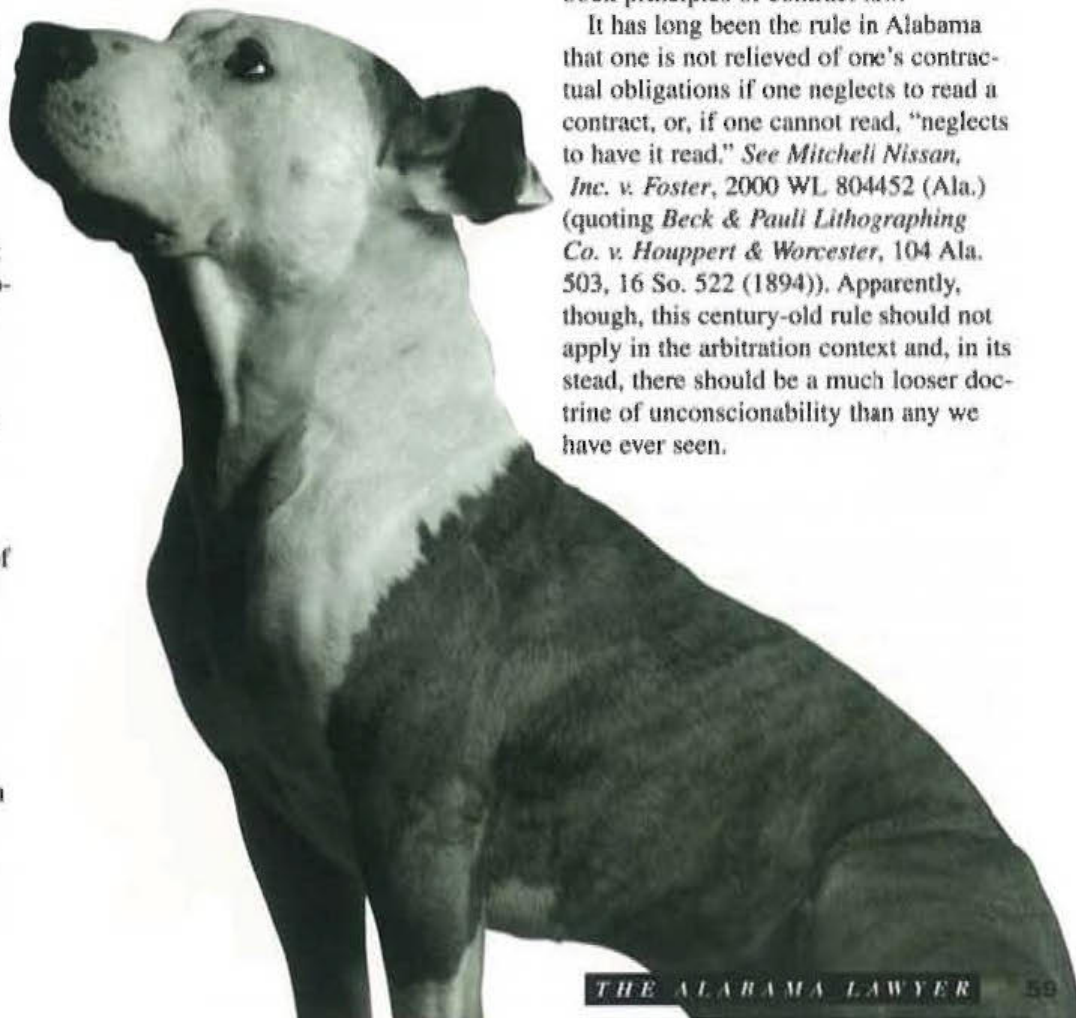 It has long been the rule in Alabama
that one is not relieved of one's contrac-
tual obligations if one neglects to read a
contract, or, if one cannot read, "neglects
to have it read." See Mitchell Nissan,
Inc. v. Foster, 2000 WL 804452 (Ala.)
(quoting Beck & Pauli Lithographing
Co. v. Houppert & Worcester, 104 Ala.
503, 16 So. 522 (1894)). Apparently,
though, this century-old rule should not
apply in the arbitration context and, in its
stead, there should be a much looser doc-
trine of unconscionability than any we
have ever seen.
THE ALABAMA LAWYER 59